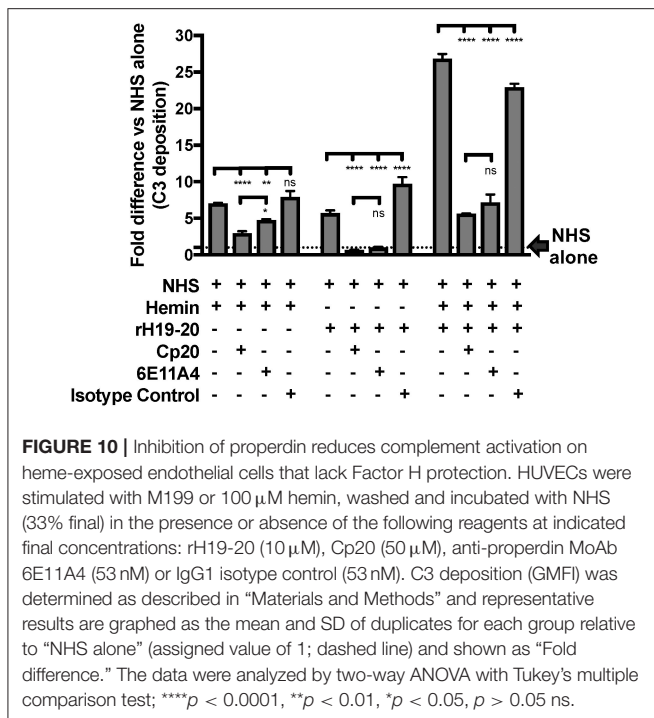 Fold difference vs NHS alone
(C3 deposition)
30
25
20
15
10
5
0
**** ** ns
*
**** **** ****
ns
**** **** ****
ns
NHS
alone
NHS + + + + + + + + + + + +
Hemin + + + + - - - - + + + +
rH19-20 - - - - + + + + + + + +
Cp20 - + - - - + - - - + - -
6E11A4 - - + - - - + - - - + -
Isotype Control - - - + - - - + - - - +
FIGURE 10 | Inhibition of properdin reduces complement activation on
heme-exposed endothelial cells that lack Factor H protection. HUVECs were
stimulated with M199 or 100 μM hemin, washed and incubated with NHS
(33% final) in the presence or absence of the following reagents at indicated
final concentrations: rH19-20 (10 μM), Cp20 (50 μM), anti-properdin MoAb
6E11A4 (53 nM) or IgG1 isotype control (53 nM). C3 deposition (GMFI) was
determined as described in “Materials and Methods” and representative
results are graphed as the mean and SD of duplicates for each group relative
to “NHS alone” (assigned value of 1; dashed line) and shown as “Fold
difference.” The data were analyzed by two-way ANOVA with Tukey’s multiple
comparison test; ****p < 0.0001, **p < 0.01, *p < 0.05, p > 0.05 ns.